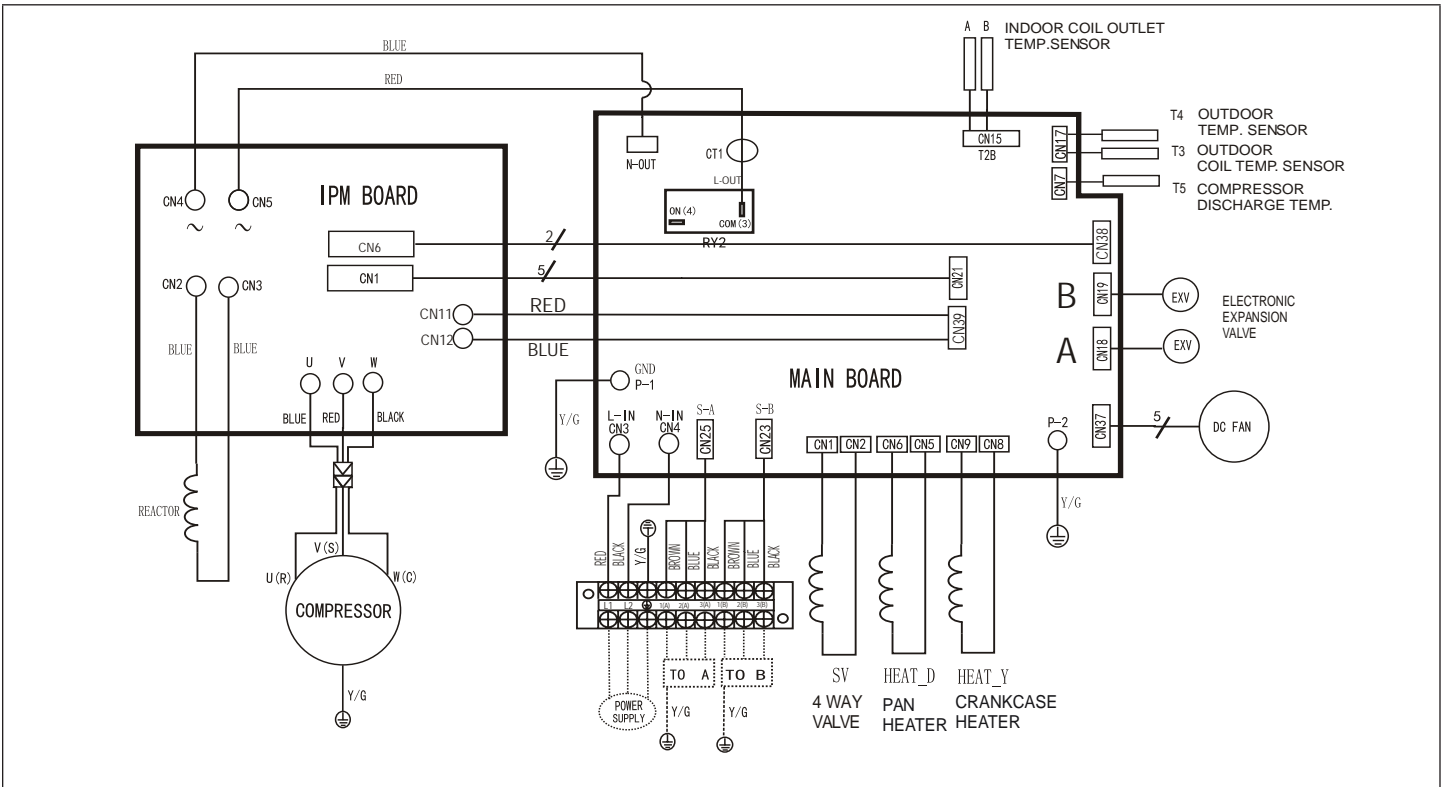 BLUE
RED
A B
INDOOR COIL OUTLET
TEMP.SENSOR
CN15
T2B
CN17
CN7
T4 OUTDOOR
TEMP. SENSOR
T3 OUTDOOR
COIL TEMP. SENSOR
T5 COMPRESSOR
DISCHARGE TEMP.
N-OUT
CT1
L-OUT
ON(4)
COM(3)
RY2
IPM BOARD
CN4
CN5
~ ~
CN6
CN1
CN2
CN3
2
5
CN38
CN21
CN11
RED
CN12
BLUE
CN39
B
CN19
EXV
A
CN18
EXV
ELECTRONIC
EXPANSION
VALVE
BLUE
BLUE
U V W
BLUE
RED
BLACK
REACTOR
V(S)
U(R)
W(C)
COMPRESSOR
Y/G
MAIN BOARD
GND
P-1
Y/G
L-IN
CN3
N-IN
CN4
S-A
CN25
S-B
CN23
CN1
CN2
CN6
CN5
CN9
CN8
P-2
Y/G
CN37
5
DC FAN
RED
BLACK
Y/G
BROWN
BLUE
BLACK
BROWN
BLUE
BLACK
L1 L2 1(A) 2(A) 3(A) 1(B) 2(B) 3(B)
POWER
SUPPLY
TO A
TO B
Y/G
Y/G
SV
4 WAY
VALVE
HEAT_D
PAN
HEATER
HEAT_Y
CRANKCASE
HEATER